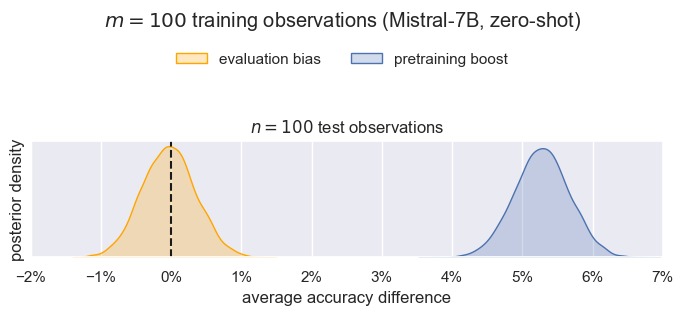 m = 100 training observations (Mistral-7B, zero-shot)
evaluation bias
pretraining boost
n = 100 test observations
posterior density
−2% −1% 0% 1% 2% 3% 4% 5% 6% 7%
average accuracy difference